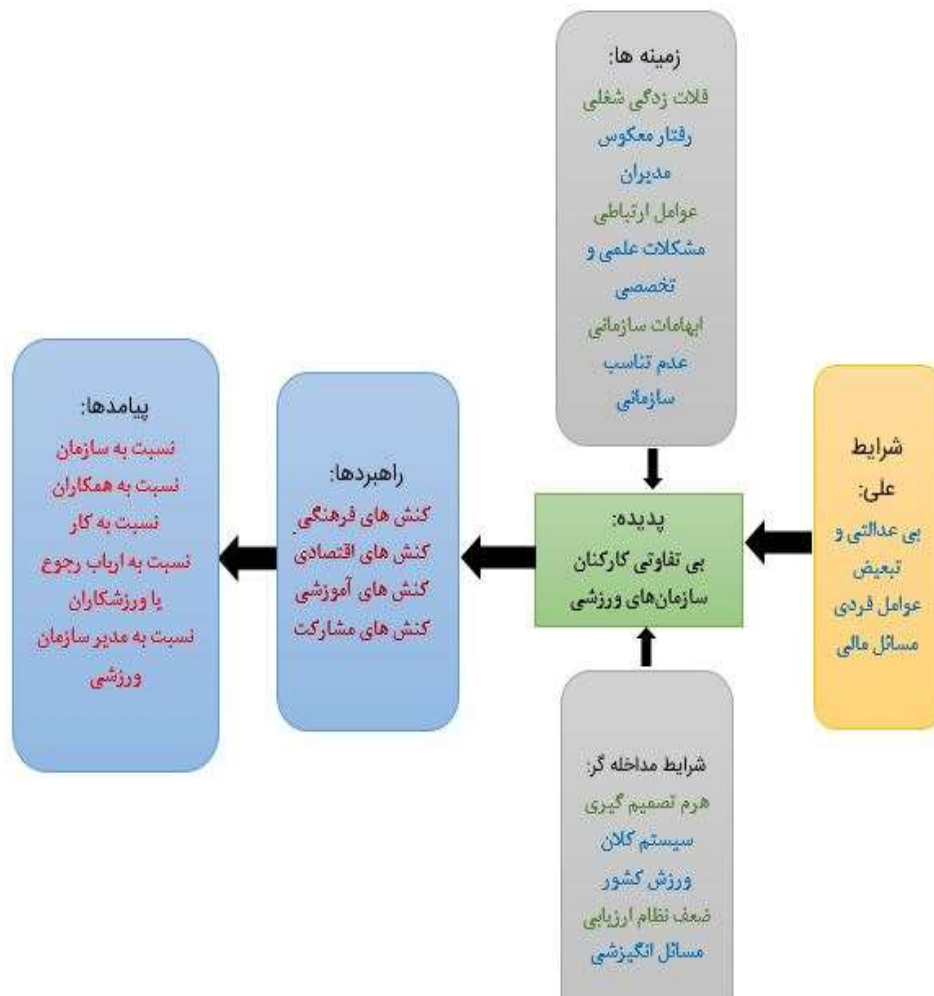 زمینه ها:
فلات زدگی شغلی
رفتار معکوس
مدیران
عوامل ارتباطی
مشکلات علمی و
تخصصی
ابهامات سازمانی
عدم تناسب
سازمانی
شرایط
علی:
بی عدالتی و
تبعیض
عوامل فردی
مسائل مالی
پدیده:
بی تفاوتی کارکنان
سازمان‌های ورزشی
راهبردها:
کنش های فرهنگی
کنش های اقتصادی
کنش های آموزشی
کنش های مشارکت
پیامدها:
نسبت به سازمان
نسبت به همکاران
نسبت به کار
نسبت به ارباب رجوع
یا ورزشکاران
نسبت به مدیر سازمان
ورزشی
شرایط مداخله گر:
هرم تصمیم گیری
سیستم کلان
ورزش کشور
ضعف نظام ارزیابی
مسائل انگیزشی